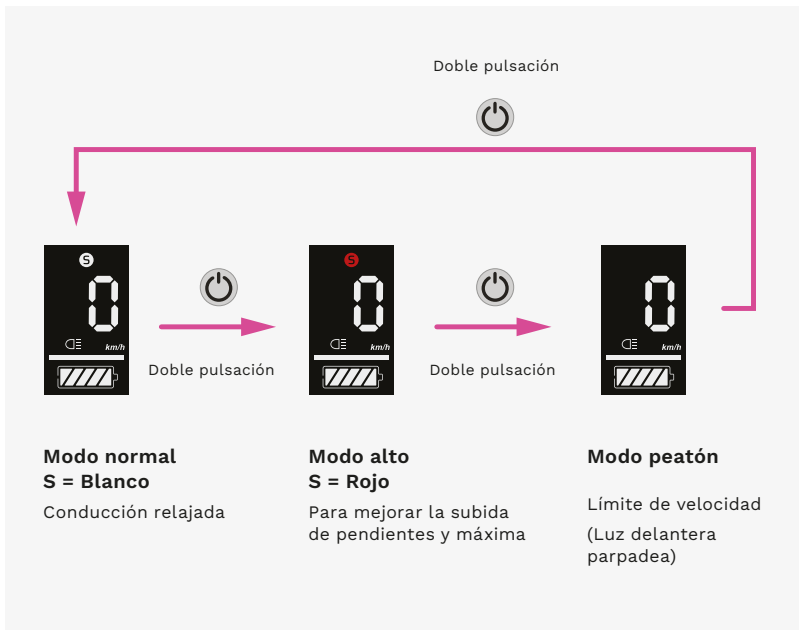 Doble pulsación
S
0
km/h
Doble pulsación
S
0
km/h
Doble pulsación
0
km/h
Modo normal
S = Blanco
Conducción relajada
Modo alto
S = Rojo
Para mejorar la subida
de pendientes y máxima
Modo peatón
Límite de velocidad
(Luz delantera
parpadea)